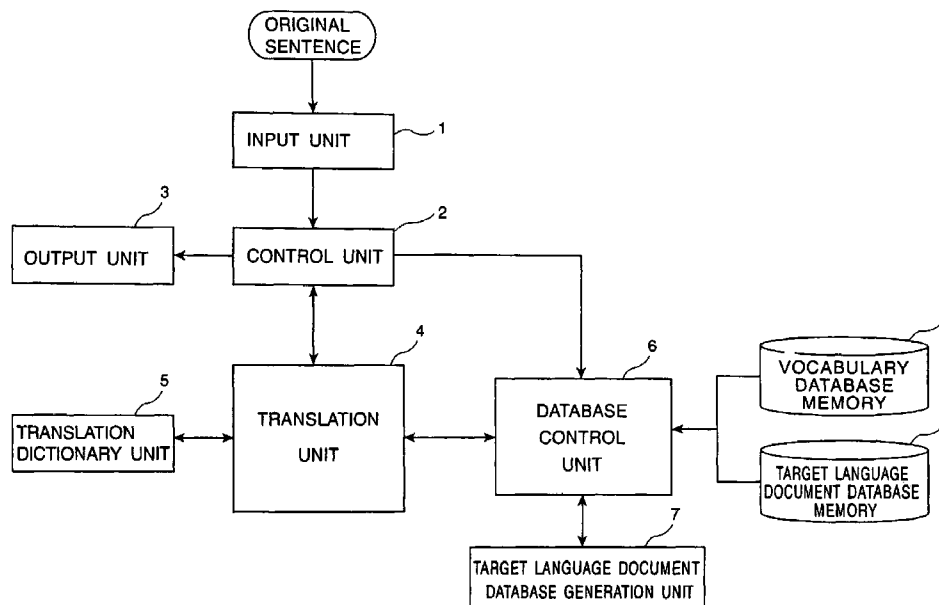 ORIGINAL
SENTENCE
1
INPUT UNIT
3
2
OUTPUT UNIT
CONTROL UNIT
4
6
VOCABULARY
DATABASE
MEMORY
5
TRANSLATION
UNIT
DATABASE
CONTROL
UNIT
TRANSLATION
DICTIONARY UNIT
TARGET LANGUAGE
DOCUMENT DATABASE
MEMORY
7
TARGET LANGUAGE DOCUMENT
DATABASE GENERATION UNIT